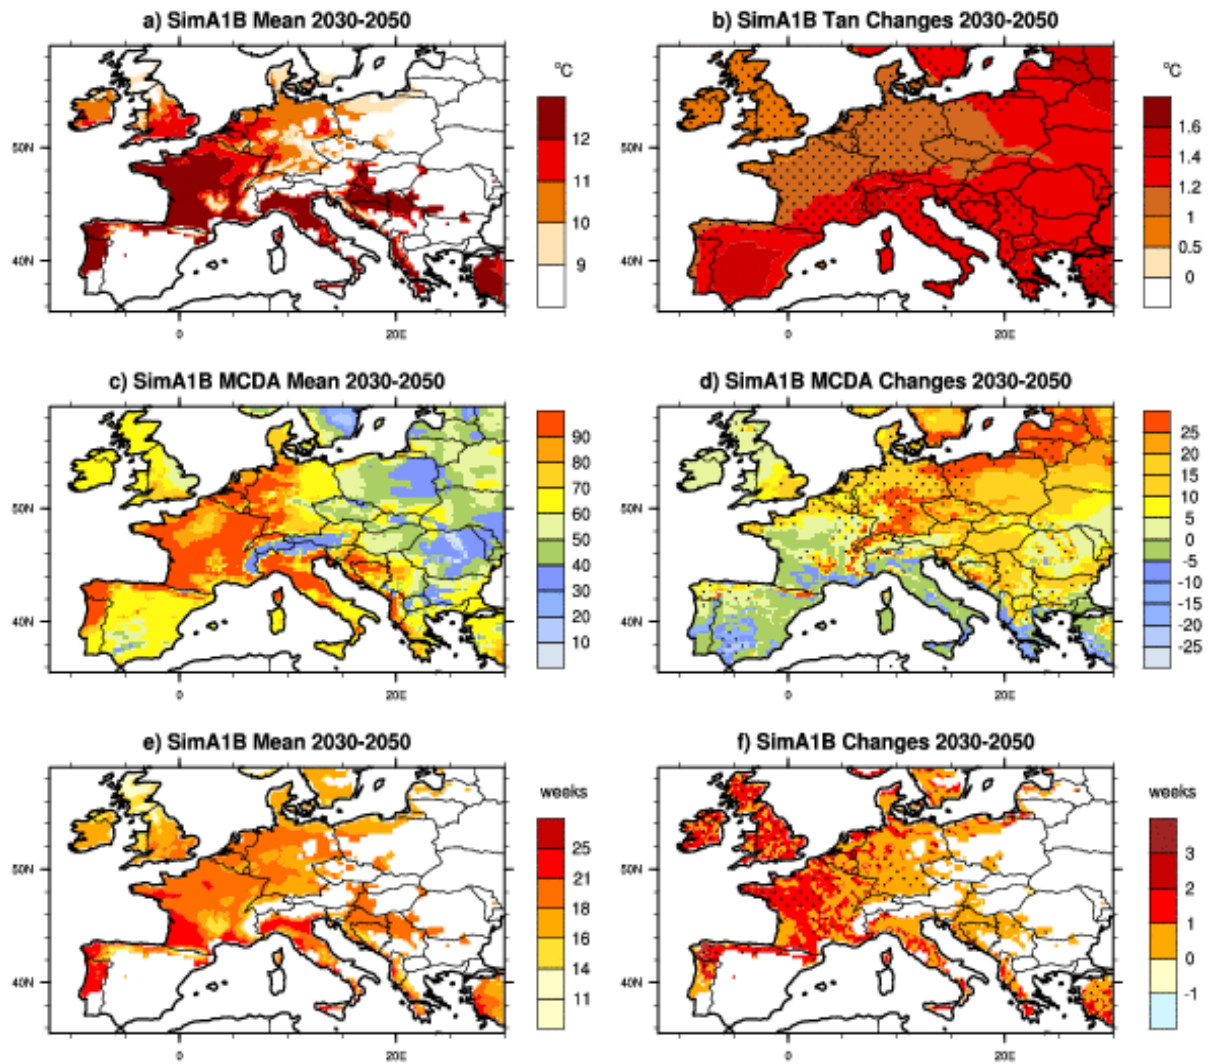 a) SimA1B Mean 2030-2050
b) SimA1B Tan Changes 2030-2050
°C
12
11
10
9
50N
40N
0
20E
°C
1.6
1.4
1.2
1
0.5
0
50N
40N
0
20E
c) SimA1B MCDA Mean 2030-2050
d) SimA1B MCDA Changes 2030-2050
90
80
70
60
50
40
30
20
10
50N
40N
0
20E
25
20
15
10
5
-5
-10
-15
-20
-25
50N
40N
0
20E
e) SimA1B Mean 2030-2050
f) SimA1B Changes 2030-2050
weeks
25
21
18
16
14
11
50N
40N
0
20E
weeks
3
2
1
0
-1
50N
40N
0
20E